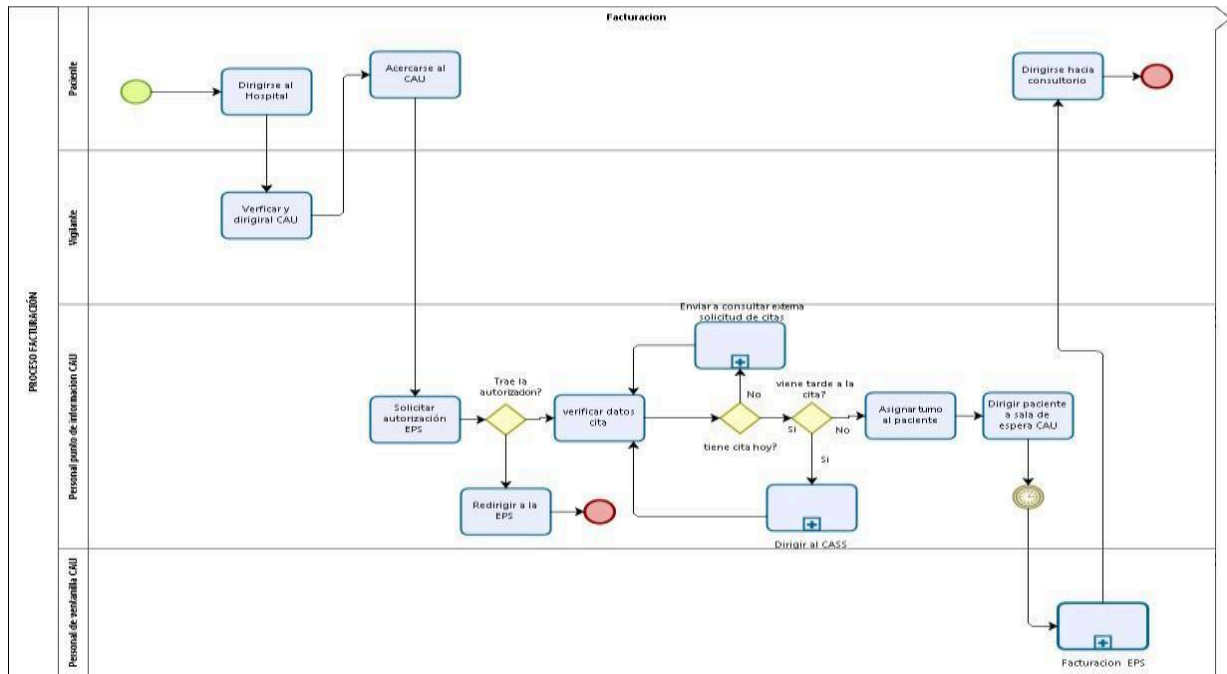 Facturacion
PROCESO FACTURACIÓN
Paciente
Dirigirse al
Hospital
Acercarse al
CAU
Dirigirse hacia
consultorio
Vigilante
Verficar y
dirigiral CAU
Personal punito de informacion CAU
Enviar a consultar externa
solicitud de citas
Trae la
autorizadon?
viene tarde a la
cita?
Solicitar
autorización
EPS
verificar datos
cita
No
Si
No
Asignar turno
al paciente
Dirigir paciente
a sala de
espera CAU
tiene cita hoy?
Si
Redirigir a la
EPS
Dirigir al CASS
Personal de ventanilla CAU
Facturacion EPS